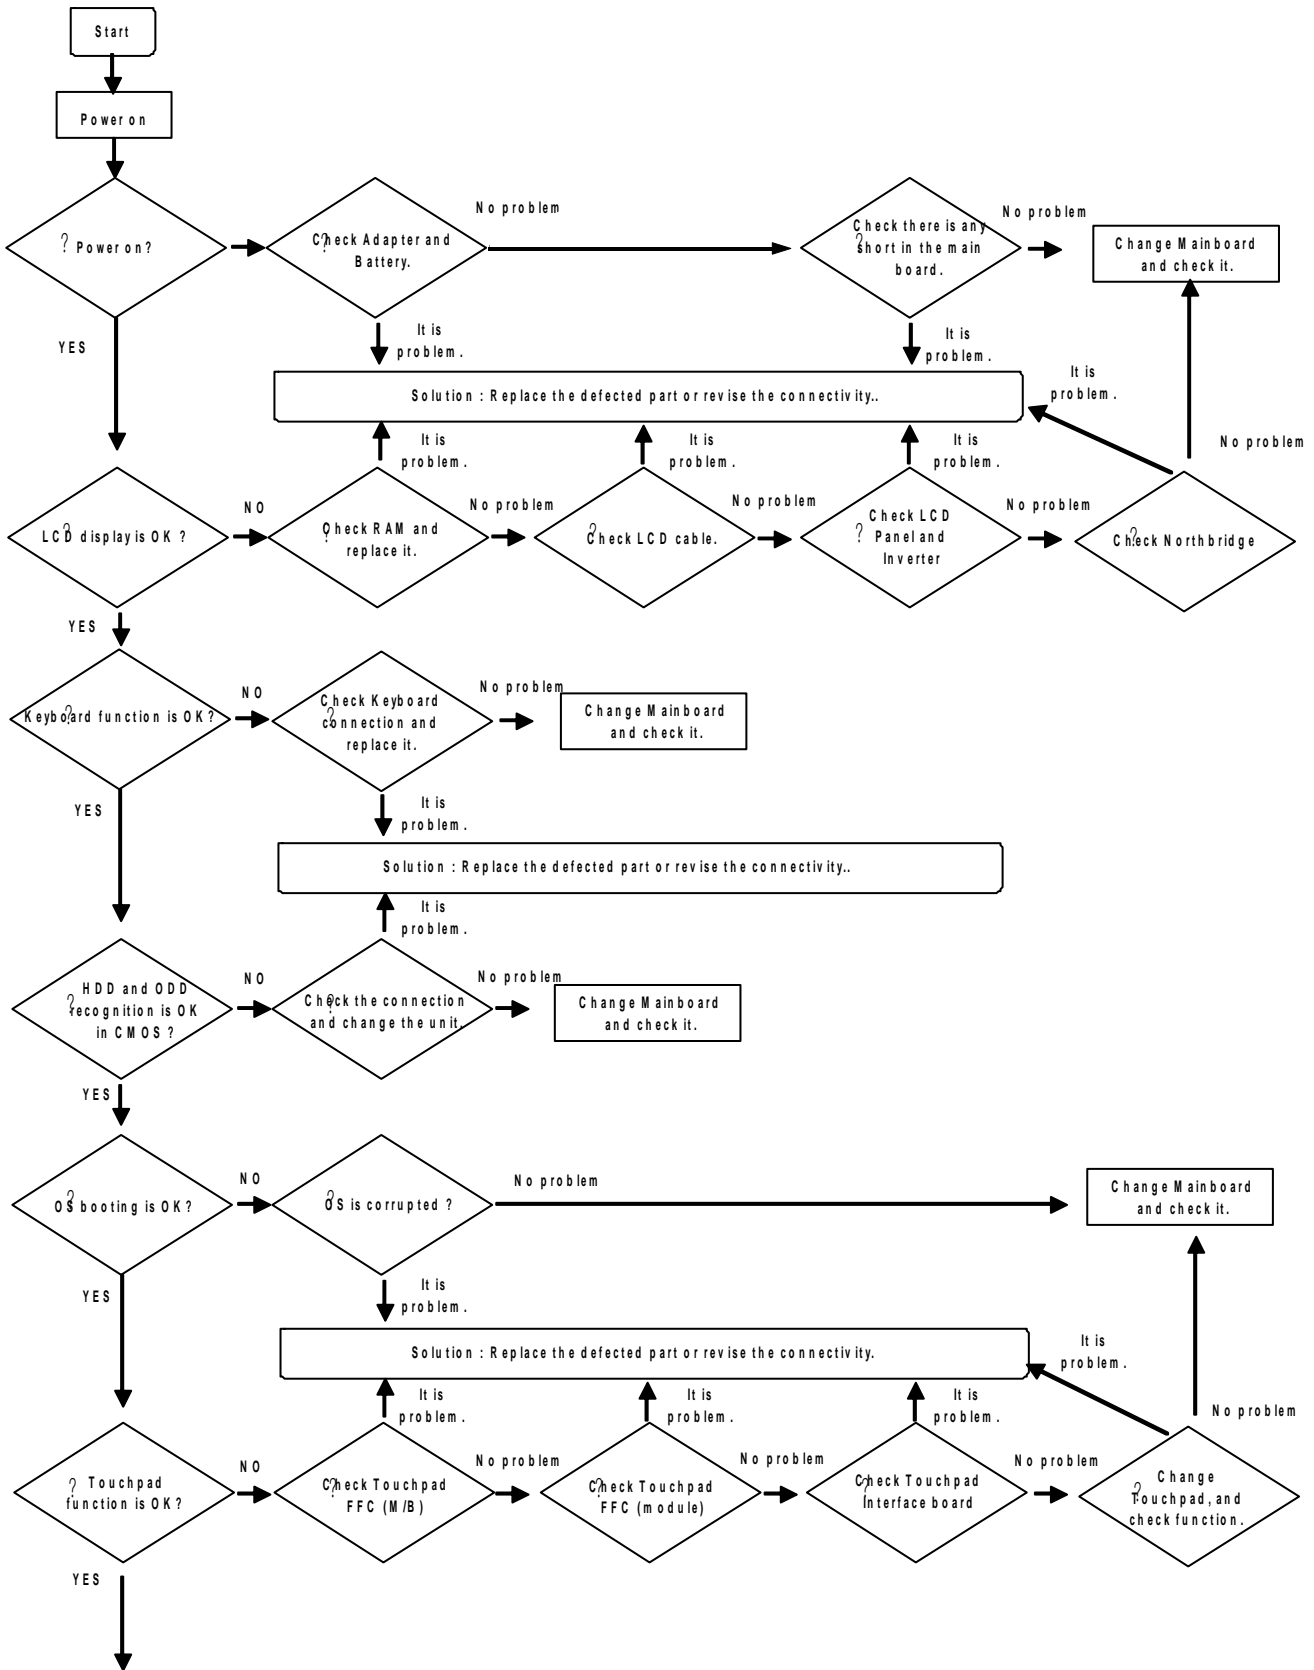 Start
Power on
? Power on?
Check Adapter and
Battery.
No problem
Check there is any
short in the main
board.
No problem
Change Mainboard
and check it.
YES
It is
problem.
It is
problem.
It is
problem.
Solution : Replace the defected part or revise the connectivity..
It is
problem.
It is
problem.
It is
problem.
No problem
LCD display is OK ?
NO
Check RAM and
replace it.
No problem
Check LCD cable.
No problem
? Check LCD
Panel and
Inverter
No problem
Check Northbridge
YES
Keyboard function is OK?
NO
Check Keyboard
connection and
replace it.
No problem
Change Mainboard
and check it.
YES
It is
problem.
Solution : Replace the defected part or revise the connectivity..
It is
problem.
? HDD and ODD
recognition is OK
in CMOS ?
NO
Check the connection
and change the unit.
No problem
Change Mainboard
and check it.
YES
OS booting is OK?
NO
OS is corrupted ?
No problem
Change Mainboard
and check it.
YES
It is
problem.
Solution : Replace the defected part or revise the connectivity.
It is
problem.
It is
problem.
It is
problem.
It is
problem.
No problem
? Touchpad
function is OK?
NO
Check Touchpad
FFC (M/B)
No problem
Check Touchpad
FFC (module)
No problem
Check Touchpad
Interface board
No problem
? Change
Touchpad, and
check function.
YES